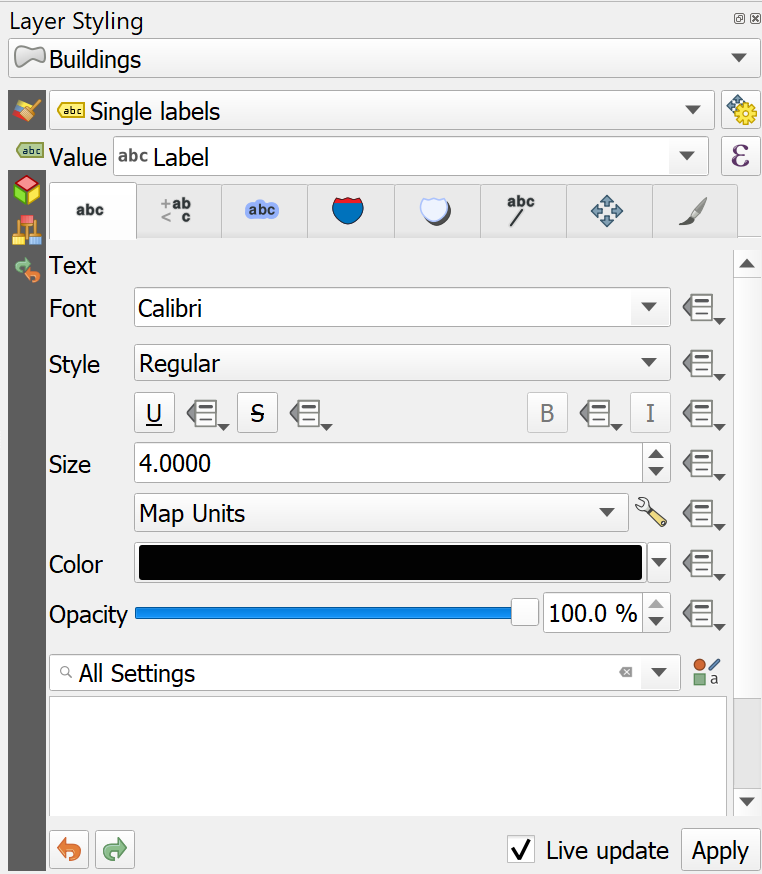 Layer Styling
Buildings
abc Single labels
abc
Value abc Label ε
abc +ab < c abc abc
Text
Font Calibri
Style Regular
U S B I
Size 4.0000
Map Units
Color
Opacity 100.0 %
All Settings a
Live update Apply